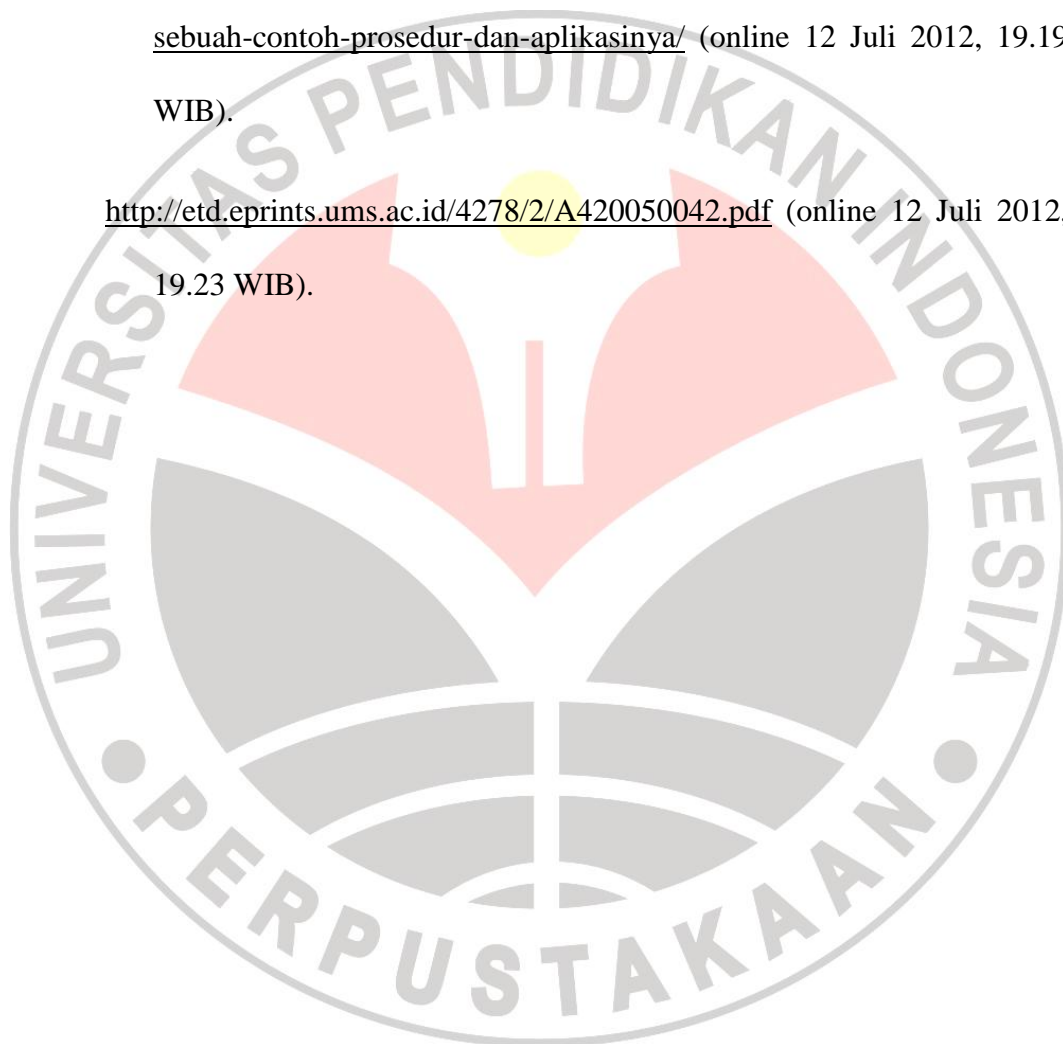 sebuah-contoh-prosedur-dan-aplikasinya/ (online 12 Juli 2012, 19.19
WIB).
http://etd.eprints.ums.ac.id/4278/2/A420050042.pdf (online 12 Juli 2012,
19.23 WIB).
UNIVERSITAS PENDIDIKAN INDONESIA
PERPUSTAKAAN